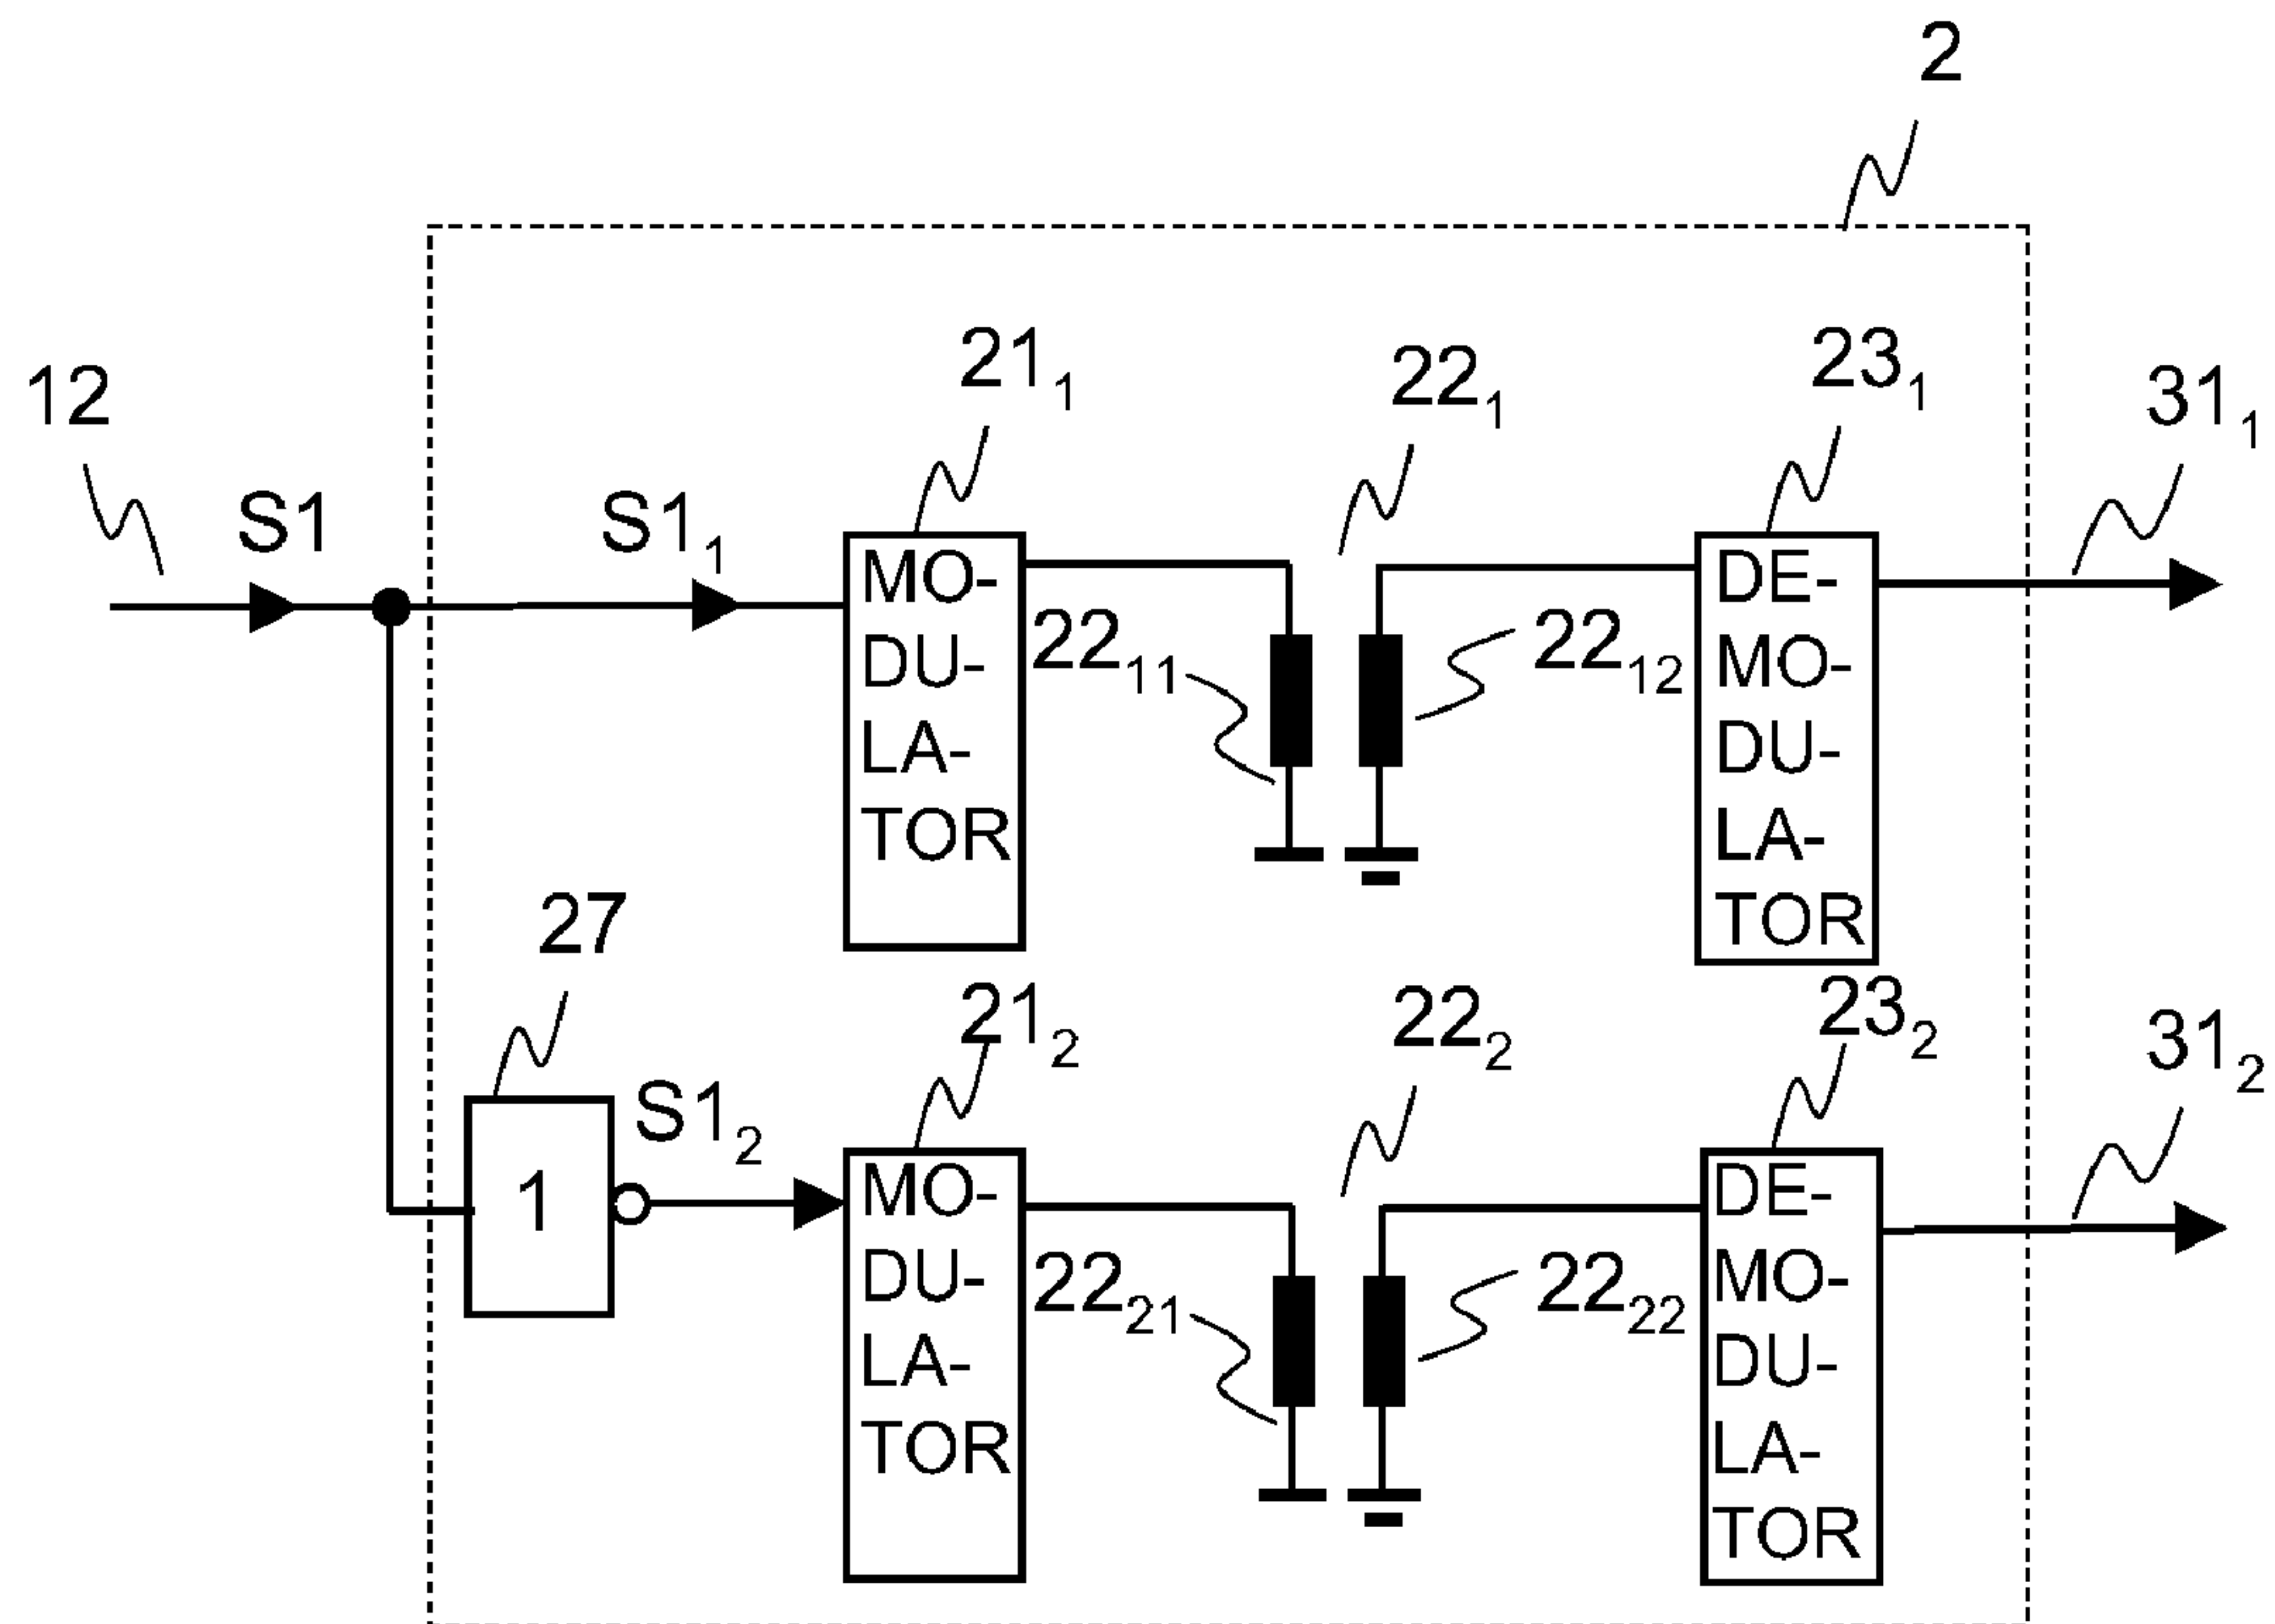 2
12
S1
S1₁
21₁
22₁
23₁
31₁
MO-
DU-
LA-
TOR
22₁₁
22₁₂
DE-
MO-
DU-
LA-
TOR
27
1
S1₂
21₂
22₂
23₂
31₂
MO-
DU-
LA-
TOR
22₂₁
22₂₂
DE-
MO-
DU-
LA-
TOR